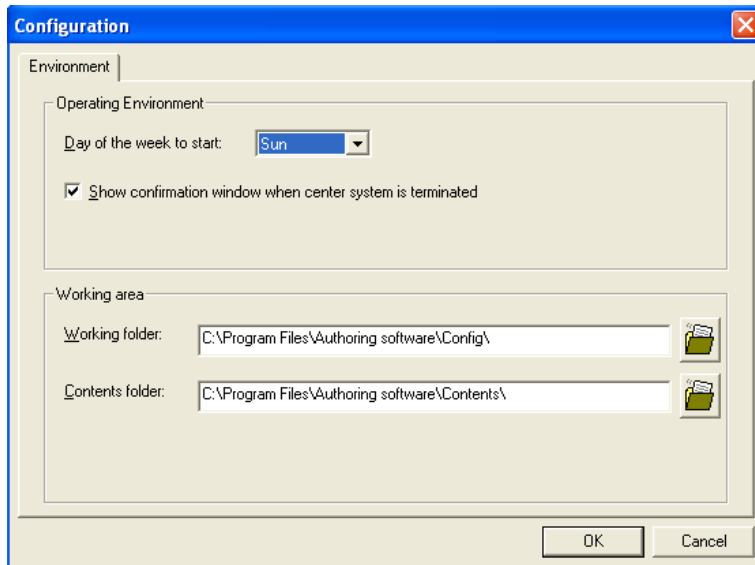 Configuration
Environment
Operating Environment
Day of the week to start: Sun
Show confirmation window when center system is terminated
Working area
Working folder: C:\Program Files\Authoring software\Config\
Contents folder: C:\Program Files\Authoring software\Contents\
OK Cancel